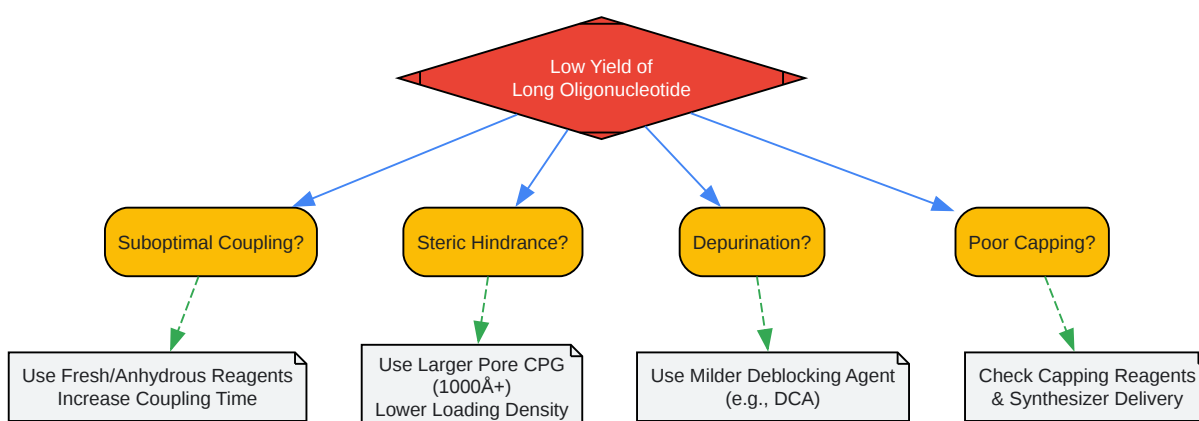 Low Yield of
Long Oligonucleotide
Suboptimal Coupling?
Steric Hindrance?
Depurination?
Poor Capping?
Use Fresh/Anhydrous Reagents
Increase Coupling Time
Use Larger Pore CPG
(1000Å+)
Lower Loading Density
Use Milder Deblocking Agent
(e.g., DCA)
Check Capping Reagents
& Synthesizer Delivery